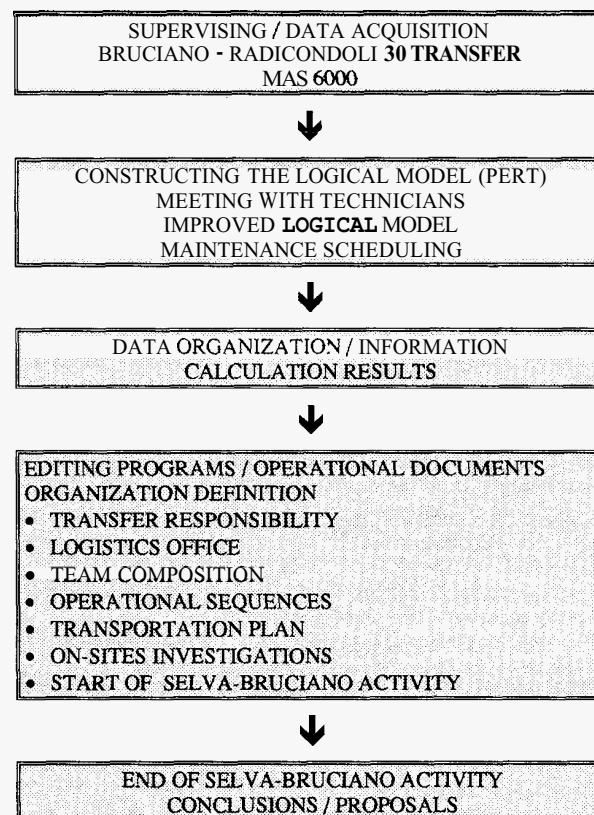 SUPERVISING / DATA ACQUISITION
BRUCIANO - RADICONDOLI 30 TRANSFER
MAS 6000
CONSTRUCTING THE LOGICAL MODEL (PERT)
MEETING WITH TECHNICIANS
IMPROVED LOGICAL MODEL
MAINTENANCE SCHEDULING
DATA ORGANIZATION / INFORMATION
CALCULATION RESULTS
EDITING PROGRAMS / OPERATIONAL DOCUMENTS
ORGANIZATION DEFINITION
• TRANSFER RESPONSIBILITY
• LOGISTICS OFFICE
• TEAM COMPOSITION
• OPERATIONAL SEQUENCES
• TRANSPORTATION PLAN
• ON-SITES INVESTIGATIONS
• START OF SELVA-BRUCIANO ACTIVITY
END OF SELVA-BRUCIANO ACTIVITY
CONCLUSIONS / PROPOSALS